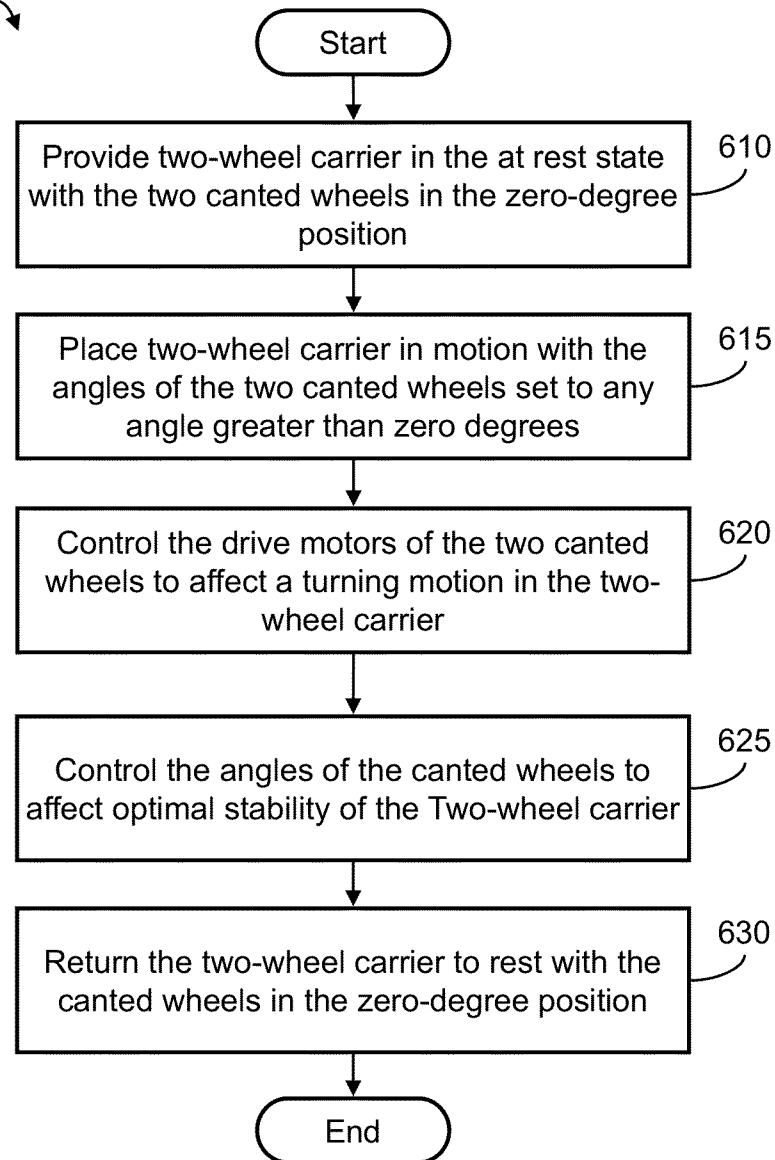 Start
Provide two-wheel carrier in the at rest state
with the two canted wheels in the zero-degree
position
610
Place two-wheel carrier in motion with the
angles of the two canted wheels set to any
angle greater than zero degrees
615
Control the drive motors of the two canted
wheels to affect a turning motion in the two-
wheel carrier
620
Control the angles of the canted wheels to
affect optimal stability of the Two-wheel carrier
625
Return the two-wheel carrier to rest with the
canted wheels in the zero-degree position
630
End